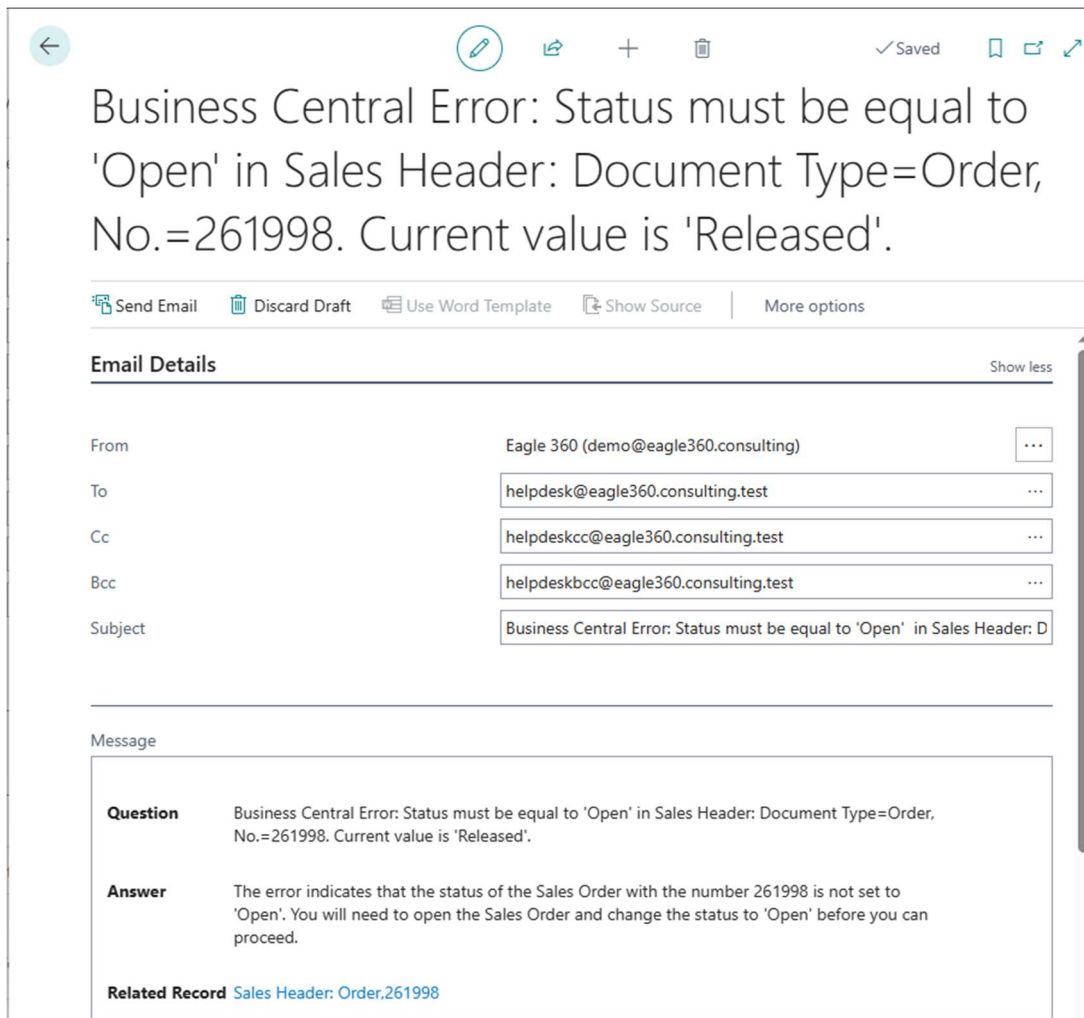 Saved
Business Central Error: Status must be equal to
'Open' in Sales Header: Document Type=Order,
No.=261998. Current value is 'Released'.
Send Email Discard Draft Use Word Template Show Source More options
Email Details Show less
From Eagle 360 (demo@eagle360.consulting)
To helpdesk@eagle360.consulting.test
Cc helpdeskcc@eagle360.consulting.test
Bcc helpdeskbcc@eagle360.consulting.test
Subject Business Central Error: Status must be equal to 'Open'  in Sales Header: D
Message
Question Business Central Error: Status must be equal to 'Open' in Sales Header: Document Type=Order,
No.=261998. Current value is 'Released'.
Answer The error indicates that the status of the Sales Order with the number 261998 is not set to
'Open'. You will need to open the Sales Order and change the status to 'Open' before you can
proceed.
Related Record Sales Header: Order,261998